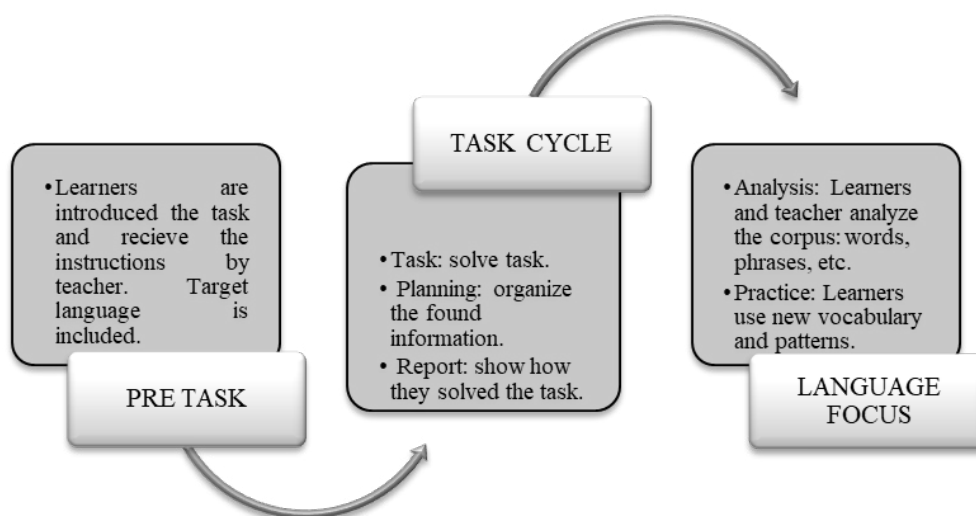 •Learners are
introduced the task
and recieve the
instructions by
teacher. Target
language is
included.
PRE TASK
TASK CYCLE
•Task: solve task.
• Planning: organize
the found
information.
• Report: show how
they solved the task.
•Analysis: Learners
and teacher analyze
the corpus: words,
phrases, etc.
•Practice: Learners
use new vocabulary
and patterns.
LANGUAGE
FOCUS